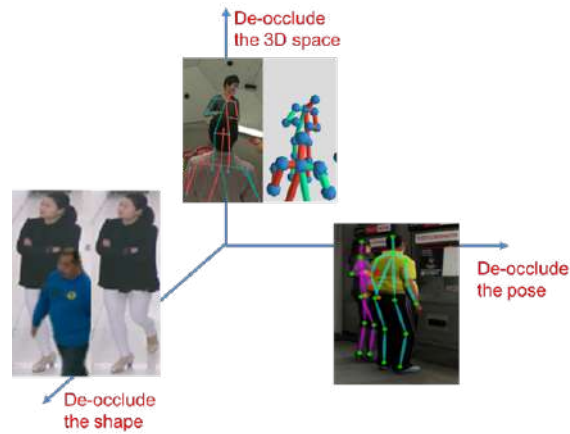 De-occlude
the 3D space
De-occlude
the pose
De-occlude
the shape